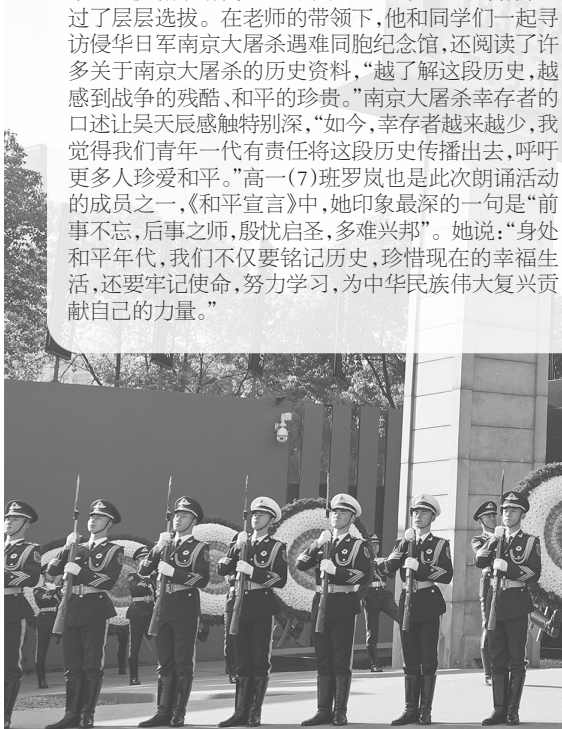 过了层层选拔。在老师的带领下,他和同学们一起寻
访侵华日军南京大屠杀遇难同胞纪念馆,还阅读了许
多关于南京大屠杀的历史资料,“越了解这段历史,越
感到战争的残酷、和平的珍贵。”南京大屠杀幸存者的
口述让吴天辰感触特别深,“如今,幸存者越来越少,我
觉得我们青年一代有责任将这段历史传播出去,呼吁
更多人珍爱和平。”高一(7)班罗岚也是此次朗诵活动
的成员之一,《和平宣言》中,她印象最深的一句是“前
事不忘,后事之师,殷忧启圣,多难兴邦”。她说:“身处
和平年代,我们不仅要铭记历史,珍惜现在的幸福生
活,还要牢记使命,努力学习,为中华民族伟大复兴贡
献自己的力量。”